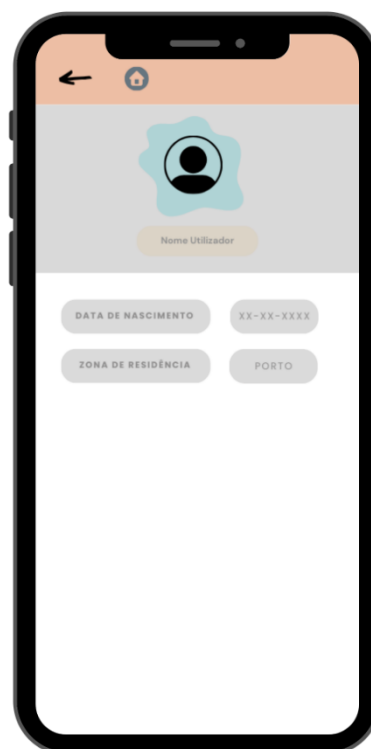 Nome Utilizador
DATA DE NASCIMENTO XX-XX-XXXX
ZONA DE RESIDÊNCIA PORTO